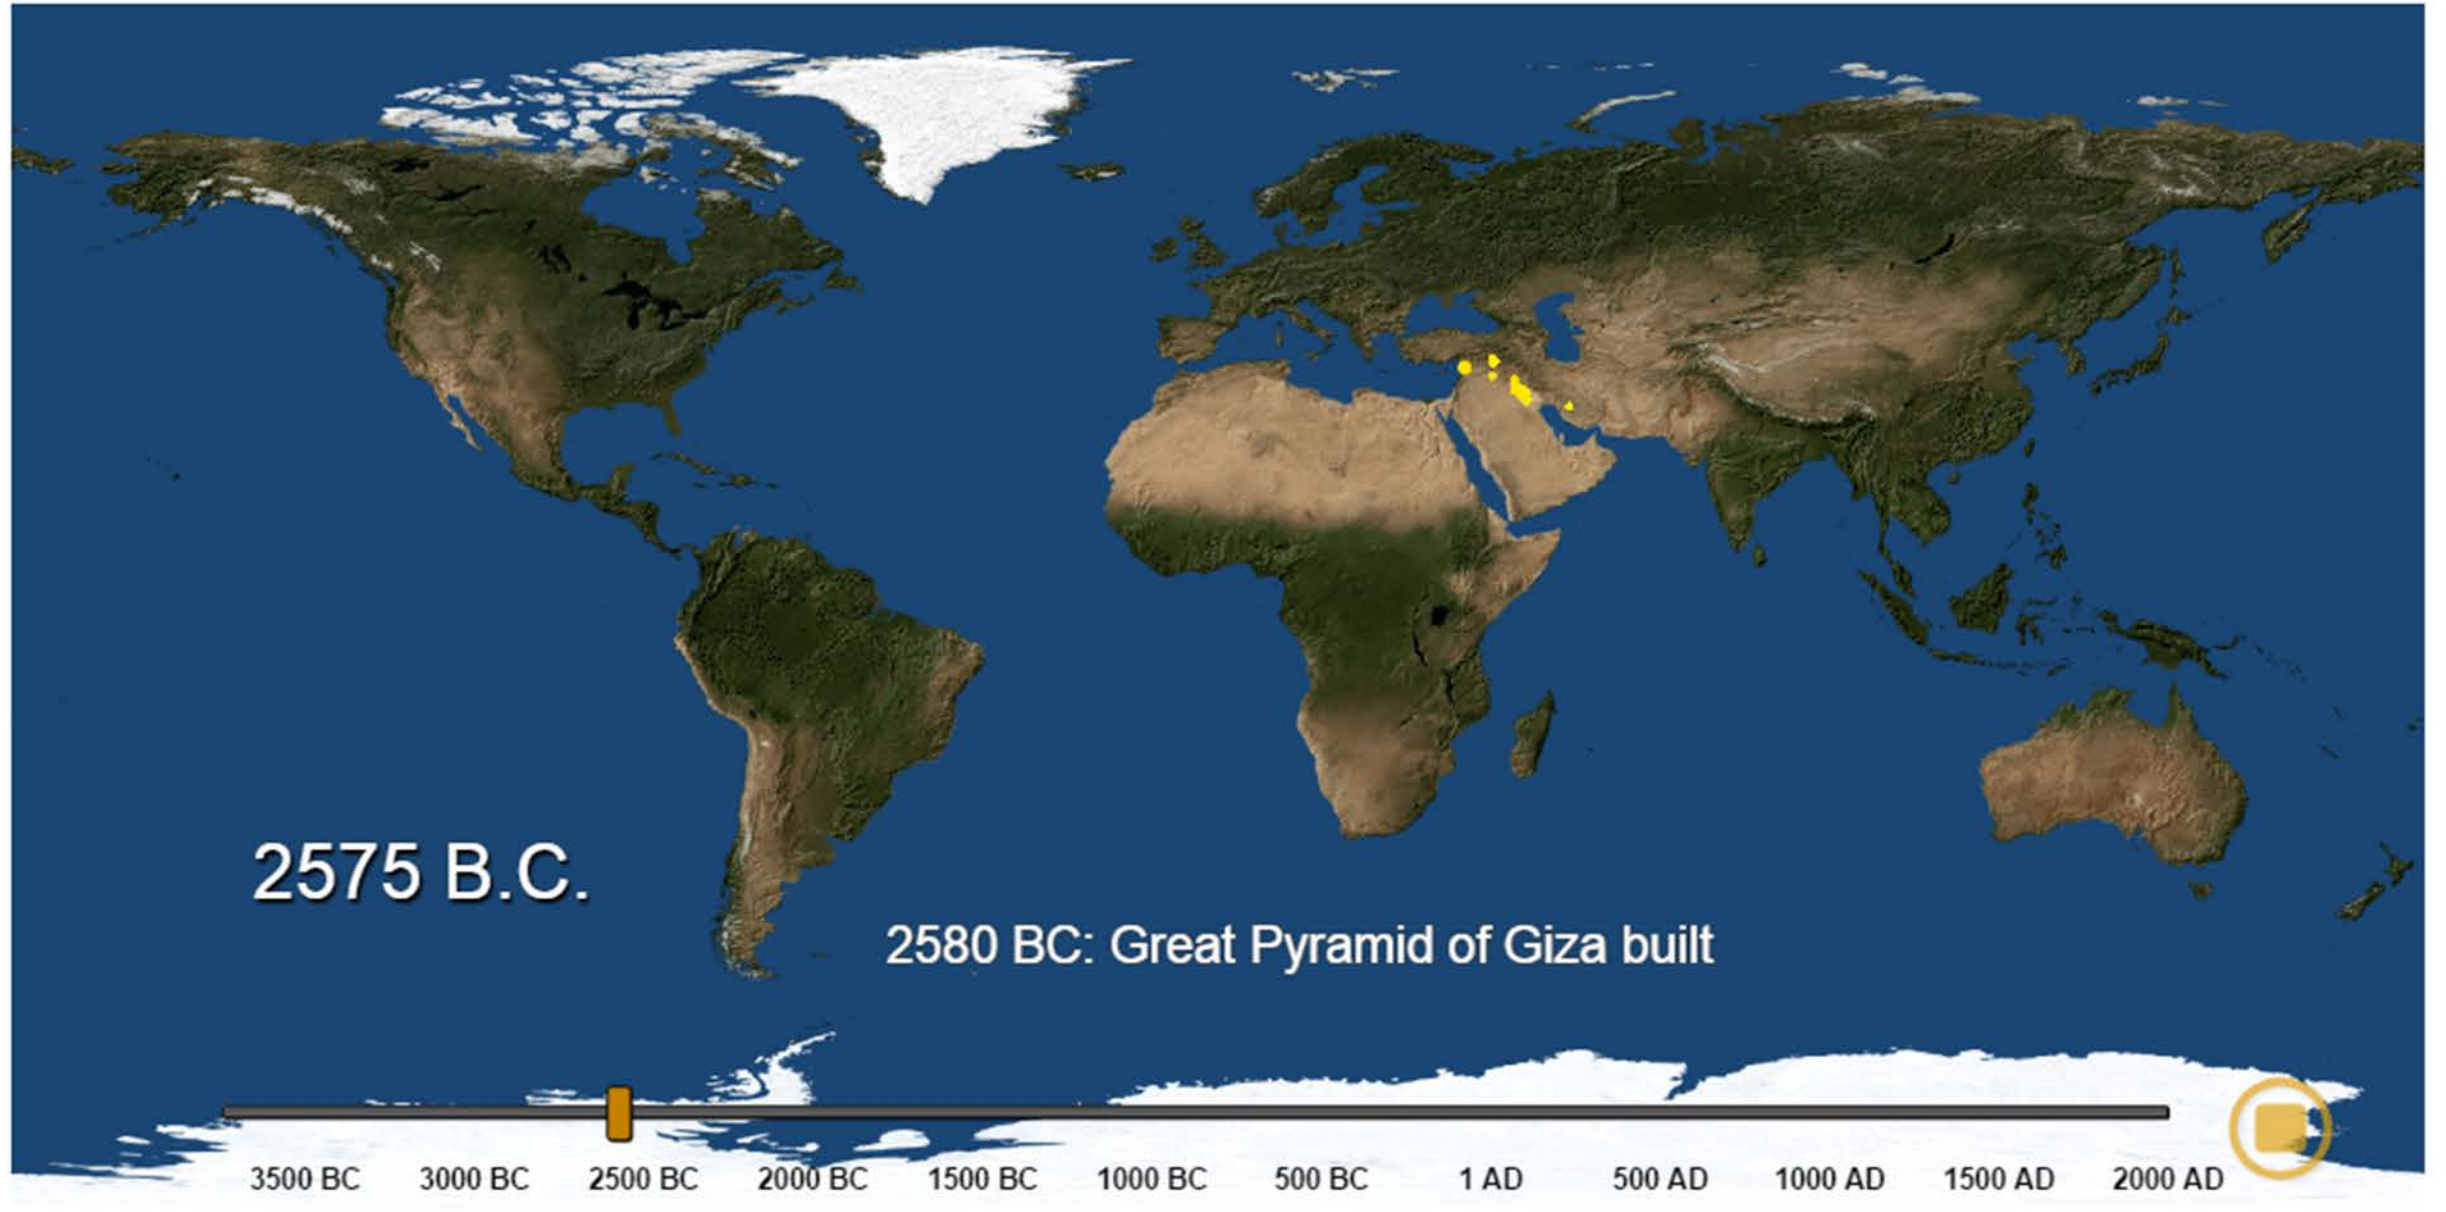 2575 B.C.
2580 BC: Great Pyramid of Giza built
3500 BC 3000 BC 2500 BC 2000 BC 1500 BC 1000 BC 500 BC 1 AD 500 AD 1000 AD 1500 AD 2000 AD